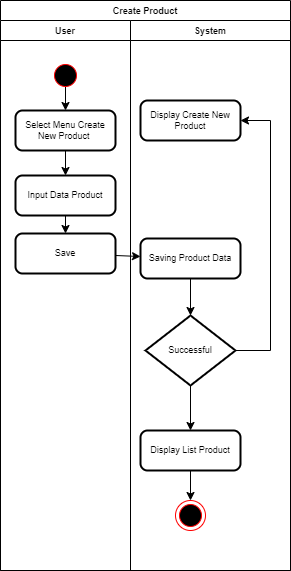 Create Product
User
System
Select Menu Create
New Product
Display Create New
Product
Input Data Product
Save
Saving Product Data
Successful
Display List Product